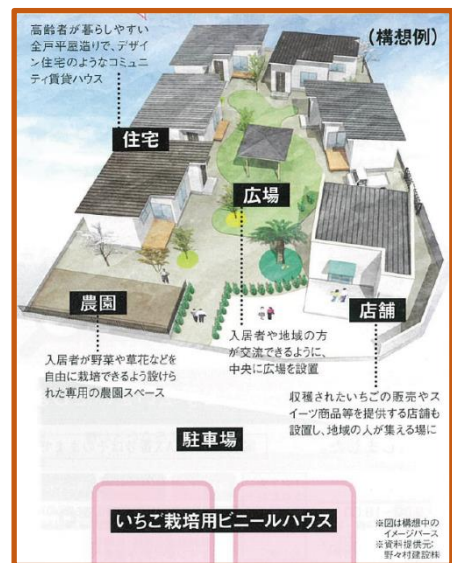 高齢者が暮らしやすい
全戸平屋造りで、デザイ
ン住宅のようなコミュニ
ティ賃貸ハウス
(構想例)
住宅
広場
農園
店舗
入居者が野菜や草花などを
自由に栽培できるよう設けら
れた専用の農園スペース
入居者や地域の方
が交流できるように、
中央に広場を設置
収穫されたいちごの販売やス
イーツ商品等を提供する店舗も
設置し、地域の人が集える場に
駐車場
いちご栽培用ビニールハウス
※図は構想中の
イメージパース
※資料提供元:
野々村建設㈱